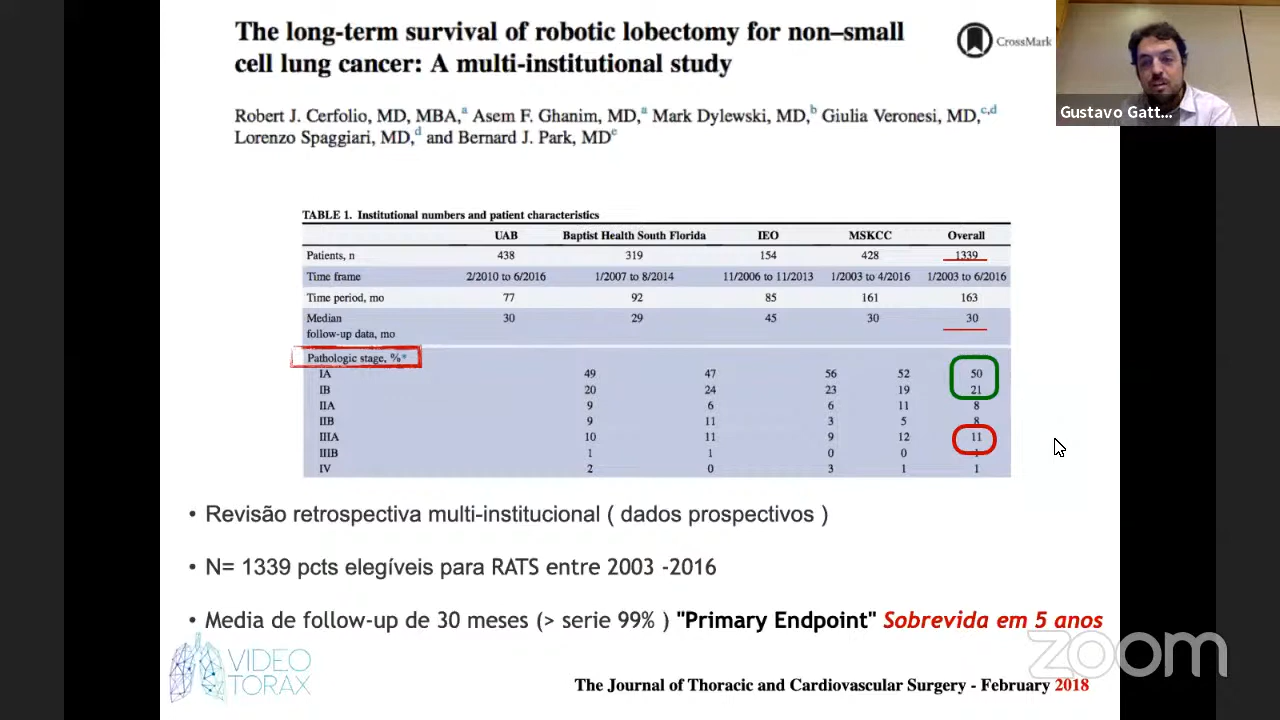 The long-term survival of robotic lobectomy for non–small
cell lung cancer: A multi-institutional study
CrossMark
Gustavo Gatt...
Robert J. Cerfolio, MD, MBA,a Asem F. Ghanim, MD,a Mark Dylewski, MD,b Giulia Veronesi, MD,c,d
Lorenzo Spaggiari, MD,d and Bernard J. Park, MDe
TABLE 1. Institutional numbers and patient characteristics
UAB Baptist Health South Florida IEO MSKCC Overall
Patients, n 438 319 154 428 1339
Time frame 2/2010 to 6/2016 1/2007 to 8/2014 11/2006 to 11/2013 1/2003 to 4/2016 1/2003 to 6/2016
Time period, mo 77 92 85 161 163
Median 30 29 45 30 30
follow-up data, mo
Pathologic stage, %*
IA 49 47 56 52 50
IB 20 24 23 19 21
IIA 9 6 6 11 8
IIB 9 11 3 5 8
IIIA 10 11 9 12 11
IIIB 1 1 0 0 1
IV 2 0 3 1 1
• Revisão retrospectiva multi-institucional ( dados prospectivos )
• N= 1339 pcts elegíveis para RATS entre 2003 -2016
• Media de follow-up de 30 meses (> serie 99% ) "Primary Endpoint" Sobrevida em 5 anos
VIDEO
TORAX
zoom
The Journal of Thoracic and Cardiovascular Surgery - February 2018